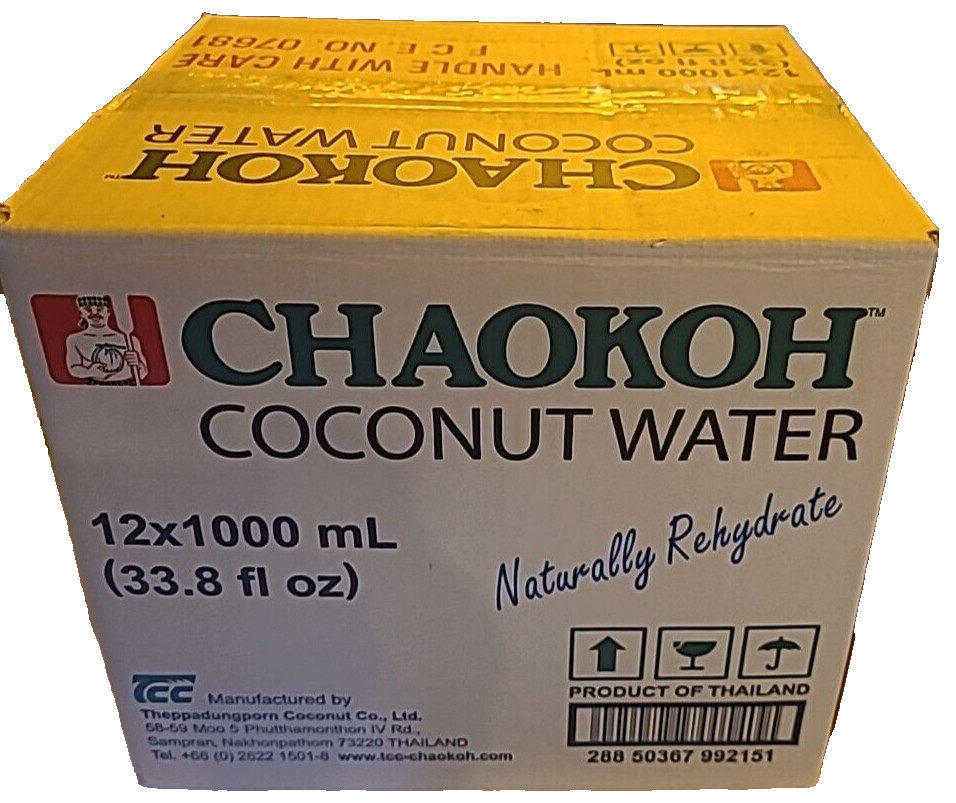 HANDLE WITH CARE
F C E. NO. 07681
12x1000 mL
(33.8 fl oz)
CHAOKOH™
COCONUT WATER
CHAOKOH™
COCONUT WATER
12x1000 mL
(33.8 fl oz)
Naturally Rehydrate
PRODUCT OF THAILAND
288 50367 992151
TCC Manufactured by
Theppadungporn Coconut Co., Ltd.
58-59 Moo 5 Phutthamonthon IV Rd.,
Sampran, Nakhonpathom 73220 THAILAND
Tel. +66 (0) 2622 1501-8 www.tcc-chaokoh.com